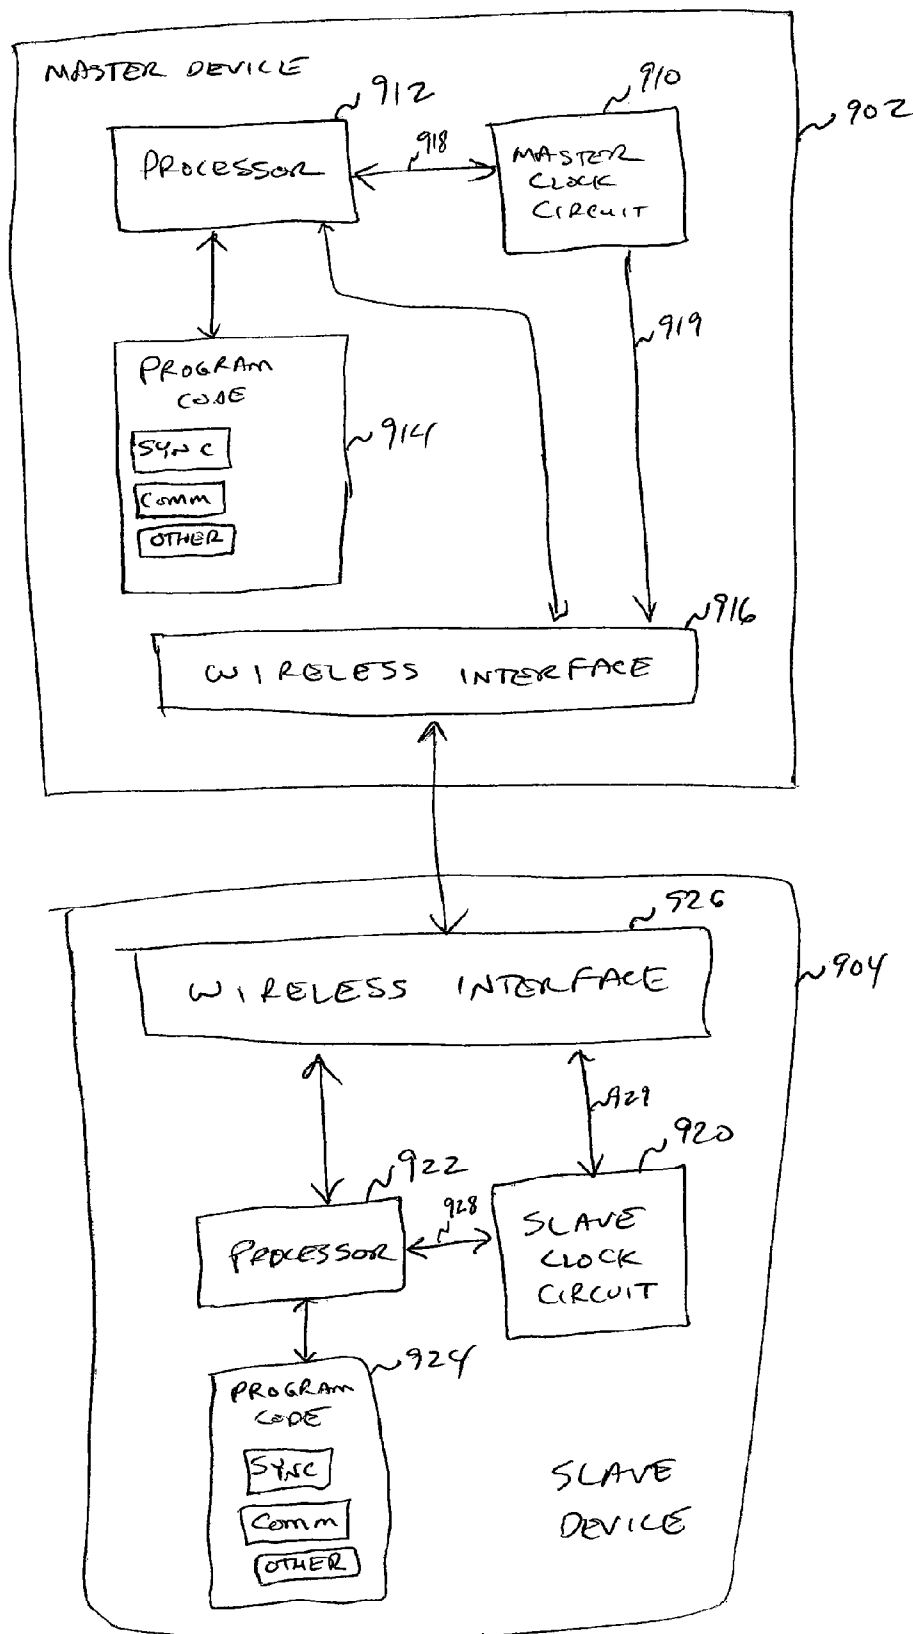 MASTER DEVICE
912
910
902
PROCESSOR
918
MASTER
CLOCK
CIRCUIT
919
PROGRAM
CODE
914
SYNC
Comm
OTHER
916
WIRELESS INTERFACE
926
904
WIRELESS INTERFACE
929
920
922
928
PROCESSOR
SLAVE
CLOCK
CIRCUIT
924
PROGRAM
CODE
SYNC
Comm
OTHER
SLAVE
DEVICE